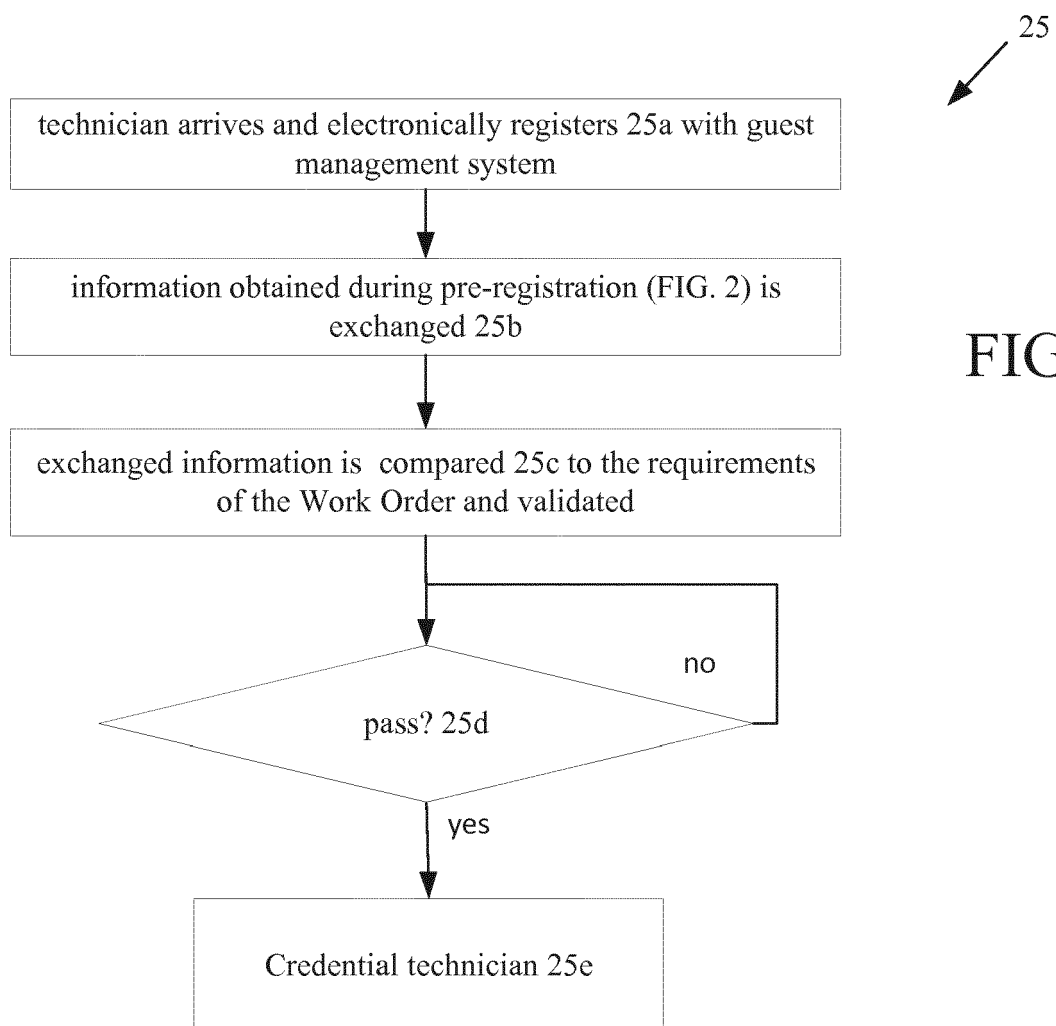 25
technician arrives and electronically registers 25a with guest
management system
information obtained during pre-registration (FIG. 2) is
exchanged 25b
FIG
exchanged information is compared 25c to the requirements
of the Work Order and validated
no
pass? 25d
yes
Credential technician 25e